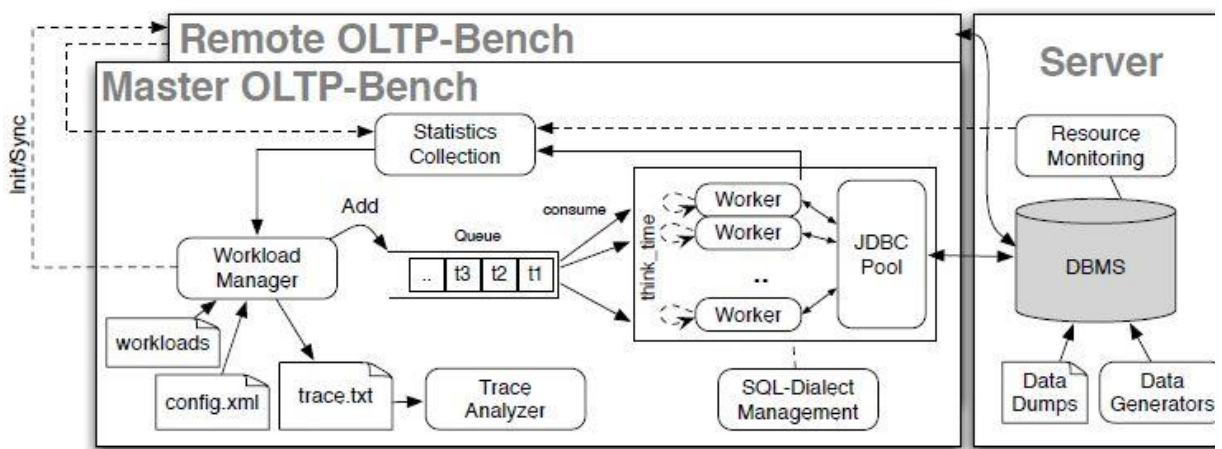 Remote OLTP-Bench
Master OLTP-Bench
Server
Init/Sync
Statistics
Collection
Resource
Monitoring
Add
consume
Queue
Workload
Manager
..
t3
t2
t1
think_time
Worker
Worker
..
Worker
JDBC
Pool
DBMS
workloads
config.xml
trace.txt
Trace
Analyzer
SQL-Dialect
Management
Data
Dumps
Data
Generators